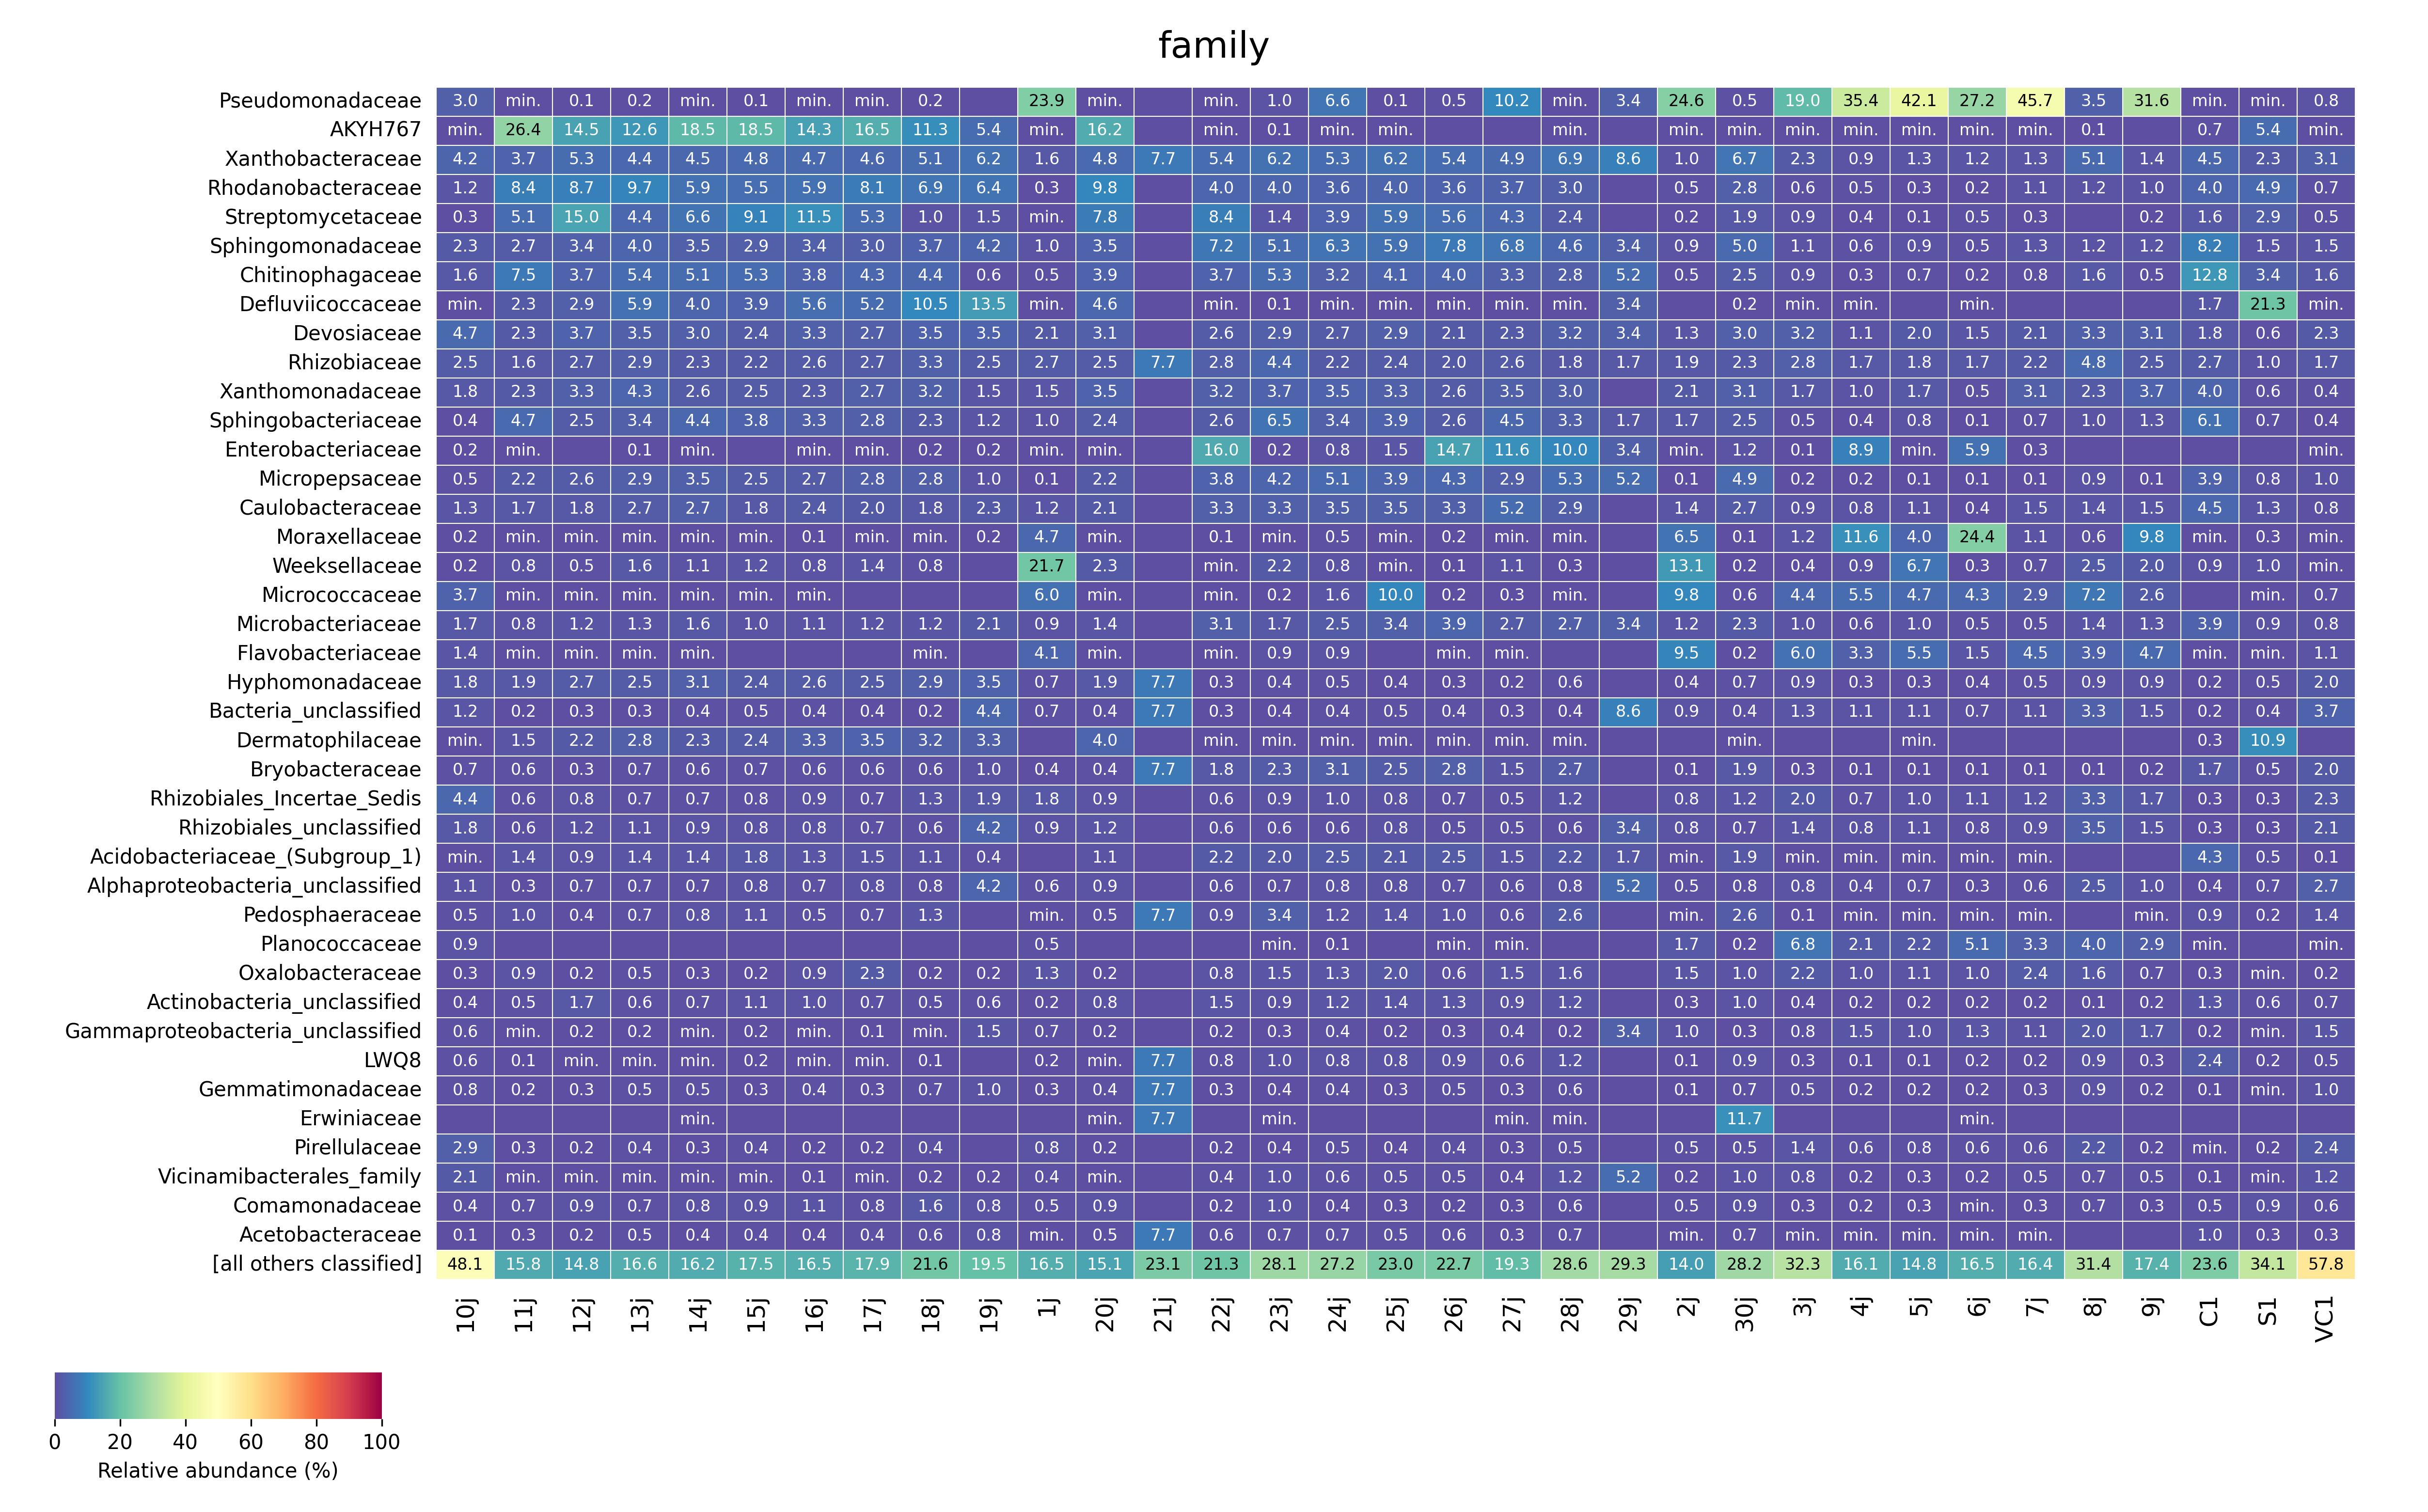 family
Pseudomonadaceae 3.0 min. 0.1 0.2 min. 0.1 min. min. 0.2 23.9 min. min. 1.0 6.6 0.1 0.5 10.2 min. 3.4 24.6 0.5 19.0 35.4 42.1 27.2 45.7 3.5 31.6 min. min. 0.8
AKYH767 min. 26.4 14.5 12.6 18.5 18.5 14.3 16.5 11.3 5.4 min. 16.2 min. 0.1 min. min. min. min. min. min. min. min. min. min. 0.1 0.7 5.4 min.
Xanthobacteraceae 4.2 3.7 5.3 4.4 4.5 4.8 4.7 4.6 5.1 6.2 1.6 4.8 7.7 5.4 6.2 5.3 6.2 5.4 4.9 6.9 8.6 1.0 6.7 2.3 0.9 1.3 1.2 1.3 5.1 1.4 4.5 2.3 3.1
Rhodanobacteraceae 1.2 8.4 8.7 9.7 5.9 5.5 5.9 8.1 6.9 6.4 0.3 9.8 4.0 4.0 3.6 4.0 3.6 3.7 3.0 0.5 2.8 0.6 0.5 0.3 0.2 1.1 1.2 1.0 4.0 4.9 0.7
Streptomycetaceae 0.3 5.1 15.0 4.4 6.6 9.1 11.5 5.3 1.0 1.5 min. 7.8 8.4 1.4 3.9 5.9 5.6 4.3 2.4 0.2 1.9 0.9 0.4 0.1 0.5 0.3 0.2 1.6 2.9 0.5
Sphingomonadaceae 2.3 2.7 3.4 4.0 3.5 2.9 3.4 3.0 3.7 4.2 1.0 3.5 7.2 5.1 6.3 5.9 7.8 6.8 4.6 3.4 0.9 5.0 1.1 0.6 0.9 0.5 1.3 1.2 1.2 8.2 1.5 1.5
Chitinophagaceae 1.6 7.5 3.7 5.4 5.1 5.3 3.8 4.3 4.4 0.6 0.5 3.9 3.7 5.3 3.2 4.1 4.0 3.3 2.8 5.2 0.5 2.5 0.9 0.3 0.7 0.2 0.8 1.6 0.5 12.8 3.4 1.6
Defluviicoccaceae min. 2.3 2.9 5.9 4.0 3.9 5.6 5.2 10.5 13.5 min. 4.6 min. 0.1 min. min. min. min. min. 3.4 0.2 min. min. min. 1.7 21.3 min.
Devosiaceae 4.7 2.3 3.7 3.5 3.0 2.4 3.3 2.7 3.5 3.5 2.1 3.1 2.6 2.9 2.7 2.9 2.1 2.3 3.2 3.4 1.3 3.0 3.2 1.1 2.0 1.5 2.1 3.3 3.1 1.8 0.6 2.3
Rhizobiaceae 2.5 1.6 2.7 2.9 2.3 2.2 2.6 2.7 3.3 2.5 2.7 2.5 7.7 2.8 4.4 2.2 2.4 2.0 2.6 1.8 1.7 1.9 2.3 2.8 1.7 1.8 1.7 2.2 4.8 2.5 2.7 1.0 1.7
Xanthomonadaceae 1.8 2.3 3.3 4.3 2.6 2.5 2.3 2.7 3.2 1.5 1.5 3.5 3.2 3.7 3.5 3.3 2.6 3.5 3.0 2.1 3.1 1.7 1.0 1.7 0.5 3.1 2.3 3.7 4.0 0.6 0.4
Sphingobacteriaceae 0.4 4.7 2.5 3.4 4.4 3.8 3.3 2.8 2.3 1.2 1.0 2.4 2.6 6.5 3.4 3.9 2.6 4.5 3.3 1.7 1.7 2.5 0.5 0.4 0.8 0.1 0.7 1.0 1.3 6.1 0.7 0.4
Enterobacteriaceae 0.2 min. 0.1 min. min. min. 0.2 0.2 min. min. 16.0 0.2 0.8 1.5 14.7 11.6 10.0 3.4 min. 1.2 0.1 8.9 min. 5.9 0.3 min.
Micropepsaceae 0.5 2.2 2.6 2.9 3.5 2.5 2.7 2.8 2.8 1.0 0.1 2.2 3.8 4.2 5.1 3.9 4.3 2.9 5.3 5.2 0.1 4.9 0.2 0.2 0.1 0.1 0.1 0.9 0.1 3.9 0.8 1.0
Caulobacteraceae 1.3 1.7 1.8 2.7 2.7 1.8 2.4 2.0 1.8 2.3 1.2 2.1 3.3 3.3 3.5 3.5 3.3 5.2 2.9 1.4 2.7 0.9 0.8 1.1 0.4 1.5 1.4 1.5 4.5 1.3 0.8
Moraxellaceae 0.2 min. min. min. min. min. 0.1 min. min. 0.2 4.7 min. 0.1 min. 0.5 min. 0.2 min. min. 6.5 0.1 1.2 11.6 4.0 24.4 1.1 0.6 9.8 min. 0.3 min.
Weeksellaceae 0.2 0.8 0.5 1.6 1.1 1.2 0.8 1.4 0.8 21.7 2.3 min. 2.2 0.8 min. 0.1 1.1 0.3 13.1 0.2 0.4 0.9 6.7 0.3 0.7 2.5 2.0 0.9 1.0 min.
Micrococcaceae 3.7 min. min. min. min. min. min. 6.0 min. min. 0.2 1.6 10.0 0.2 0.3 min. 9.8 0.6 4.4 5.5 4.7 4.3 2.9 7.2 2.6 min. 0.7
Microbacteriaceae 1.7 0.8 1.2 1.3 1.6 1.0 1.1 1.2 1.2 2.1 0.9 1.4 3.1 1.7 2.5 3.4 3.9 2.7 2.7 3.4 1.2 2.3 1.0 0.6 1.0 0.5 0.5 1.4 1.3 3.9 0.9 0.8
Flavobacteriaceae 1.4 min. min. min. min. min. 4.1 min. min. 0.9 0.9 min. min. 9.5 0.2 6.0 3.3 5.5 1.5 4.5 3.9 4.7 min. min. 1.1
Hyphomonadaceae 1.8 1.9 2.7 2.5 3.1 2.4 2.6 2.5 2.9 3.5 0.7 1.9 7.7 0.3 0.4 0.5 0.4 0.3 0.2 0.6 0.4 0.7 0.9 0.3 0.3 0.4 0.5 0.9 0.9 0.2 0.5 2.0
Bacteria_unclassified 1.2 0.2 0.3 0.3 0.4 0.5 0.4 0.4 0.2 4.4 0.7 0.4 7.7 0.3 0.4 0.4 0.5 0.4 0.3 0.4 8.6 0.9 0.4 1.3 1.1 1.1 0.7 1.1 3.3 1.5 0.2 0.4 3.7
Dermatophilaceae min. 1.5 2.2 2.8 2.3 2.4 3.3 3.5 3.2 3.3 4.0 min. min. min. min. min. min. min. min. min. 0.3 10.9
Bryobacteraceae 0.7 0.6 0.3 0.7 0.6 0.7 0.6 0.6 0.6 1.0 0.4 0.4 7.7 1.8 2.3 3.1 2.5 2.8 1.5 2.7 0.1 1.9 0.3 0.1 0.1 0.1 0.1 0.1 0.2 1.7 0.5 2.0
Rhizobiales_Incertae_Sedis 4.4 0.6 0.8 0.7 0.7 0.8 0.9 0.7 1.3 1.9 1.8 0.9 0.6 0.9 1.0 0.8 0.7 0.5 1.2 0.8 1.2 2.0 0.7 1.0 1.1 1.2 3.3 1.7 0.3 0.3 2.3
Rhizobiales_unclassified 1.8 0.6 1.2 1.1 0.9 0.8 0.8 0.7 0.6 4.2 0.9 1.2 0.6 0.6 0.6 0.8 0.5 0.5 0.6 3.4 0.8 0.7 1.4 0.8 1.1 0.8 0.9 3.5 1.5 0.3 0.3 2.1
Acidobacteriaceae_(Subgroup_1) min. 1.4 0.9 1.4 1.4 1.8 1.3 1.5 1.1 0.4 1.1 2.2 2.0 2.5 2.1 2.5 1.5 2.2 1.7 min. 1.9 min. min. min. min. min. 4.3 0.5 0.1
Alphaproteobacteria_unclassified 1.1 0.3 0.7 0.7 0.7 0.8 0.7 0.8 0.8 4.2 0.6 0.9 0.6 0.7 0.8 0.8 0.7 0.6 0.8 5.2 0.5 0.8 0.8 0.4 0.7 0.3 0.6 2.5 1.0 0.4 0.7 2.7
Pedosphaeraceae 0.5 1.0 0.4 0.7 0.8 1.1 0.5 0.7 1.3 min. 0.5 7.7 0.9 3.4 1.2 1.4 1.0 0.6 2.6 min. 2.6 0.1 min. min. min. min. min. 0.9 0.2 1.4
Planococcaceae 0.9 0.5 min. 0.1 min. min. 1.7 0.2 6.8 2.1 2.2 5.1 3.3 4.0 2.9 min. min.
Oxalobacteraceae 0.3 0.9 0.2 0.5 0.3 0.2 0.9 2.3 0.2 0.2 1.3 0.2 0.8 1.5 1.3 2.0 0.6 1.5 1.6 1.5 1.0 2.2 1.0 1.1 1.0 2.4 1.6 0.7 0.3 min. 0.2
Actinobacteria_unclassified 0.4 0.5 1.7 0.6 0.7 1.1 1.0 0.7 0.5 0.6 0.2 0.8 1.5 0.9 1.2 1.4 1.3 0.9 1.2 0.3 1.0 0.4 0.2 0.2 0.2 0.2 0.1 0.2 1.3 0.6 0.7
Gammaproteobacteria_unclassified 0.6 min. 0.2 0.2 min. 0.2 min. 0.1 min. 1.5 0.7 0.2 0.2 0.3 0.4 0.2 0.3 0.4 0.2 3.4 1.0 0.3 0.8 1.5 1.0 1.3 1.1 2.0 1.7 0.2 min. 1.5
LWQ8 0.6 0.1 min. min. min. 0.2 min. min. 0.1 0.2 min. 7.7 0.8 1.0 0.8 0.8 0.9 0.6 1.2 0.1 0.9 0.3 0.1 0.1 0.2 0.2 0.9 0.3 2.4 0.2 0.5
Gemmatimonadaceae 0.8 0.2 0.3 0.5 0.5 0.3 0.4 0.3 0.7 1.0 0.3 0.4 7.7 0.3 0.4 0.4 0.3 0.5 0.3 0.6 0.1 0.7 0.5 0.2 0.2 0.2 0.3 0.9 0.2 0.1 min. 1.0
Erwiniaceae min. min. 7.7 min. min. min. 11.7 min.
Pirellulaceae 2.9 0.3 0.2 0.4 0.3 0.4 0.2 0.2 0.4 0.8 0.2 0.2 0.4 0.5 0.4 0.4 0.3 0.5 0.5 0.5 1.4 0.6 0.8 0.6 0.6 2.2 0.2 min. 0.2 2.4
Vicinamibacterales_family 2.1 min. min. min. min. min. 0.1 min. 0.2 0.2 0.4 min. 0.4 1.0 0.6 0.5 0.5 0.4 1.2 5.2 0.2 1.0 0.8 0.2 0.3 0.2 0.2 0.7 0.5 0.1 min. 1.2
Comamonadaceae 0.4 0.7 0.9 0.7 0.8 0.9 1.1 0.8 1.6 0.8 0.5 0.9 0.2 1.0 0.4 0.3 0.2 0.3 0.6 0.5 0.9 0.3 0.2 0.3 min. 0.3 0.7 0.3 0.5 0.9 0.6
Acetobacteraceae 0.1 0.3 0.2 0.5 0.4 0.4 0.4 0.4 0.6 0.8 min. 0.5 7.7 0.6 0.7 0.7 0.5 0.6 0.3 0.7 min. 0.7 min. min. min. min. min. 1.0 0.3 0.3
[all others classified] 48.1 15.8 14.8 16.6 16.2 17.5 16.5 17.9 21.6 19.5 16.5 15.1 23.1 21.3 28.1 27.2 23.0 22.7 19.3 28.6 29.3 14.0 28.2 32.3 16.1 14.8 16.5 16.4 31.4 17.4 23.6 34.1 57.8
10j 11j 12j 13j 14j 15j 16j 17j 18j 19j 1j 20j 21j 22j 23j 24j 25j 26j 27j 28j 29j 2j 30j 3j 4j 5j 6j 7j 8j 9j C1 S1 VC1
0 20 40 60 80 100
Relative abundance (%)